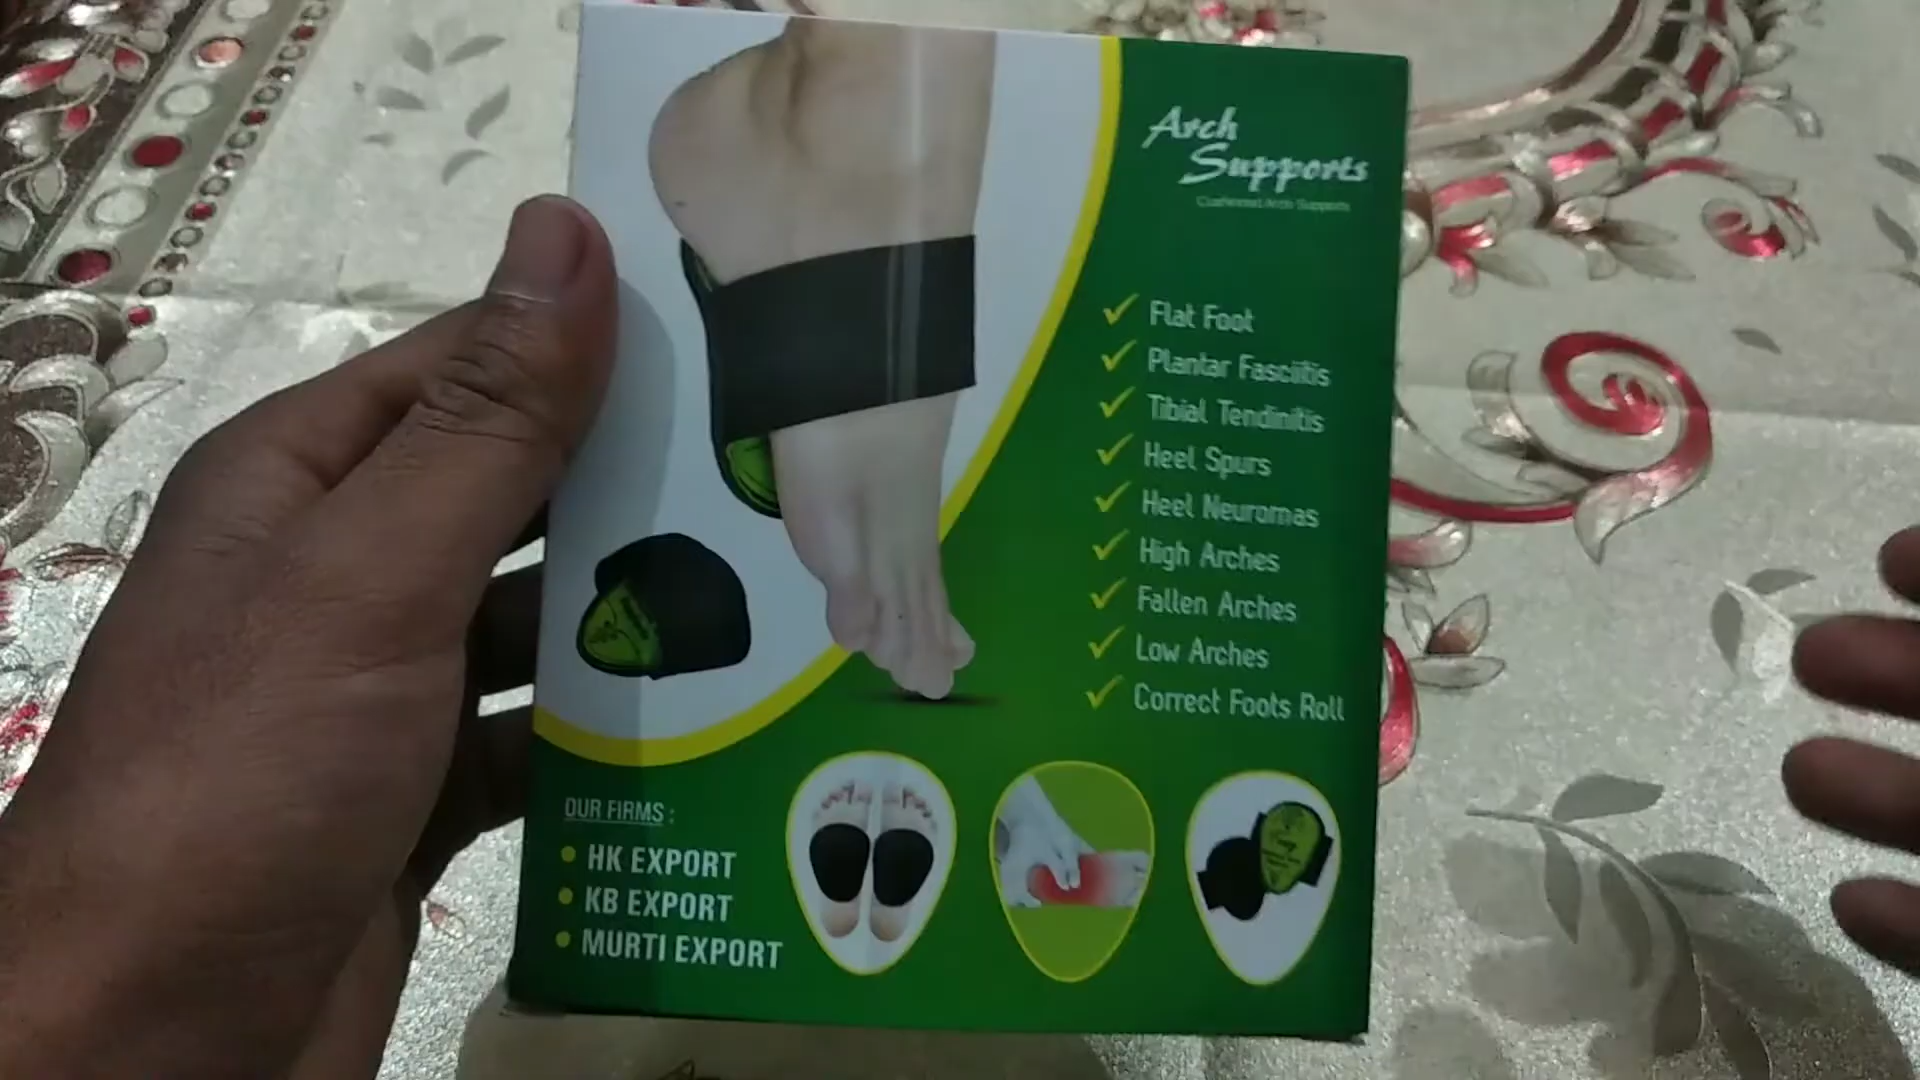 Arch
Supports
Cushioned Arch Supports
Flat Foot
Plantar Fasciitis
Tibial Tendinitis
Heel Spurs
Heel Neuromas
High Arches
Fallen Arches
Low Arches
Correct Foots Roll
OUR FIRMS :
HK EXPORT
KB EXPORT
MURTI EXPORT